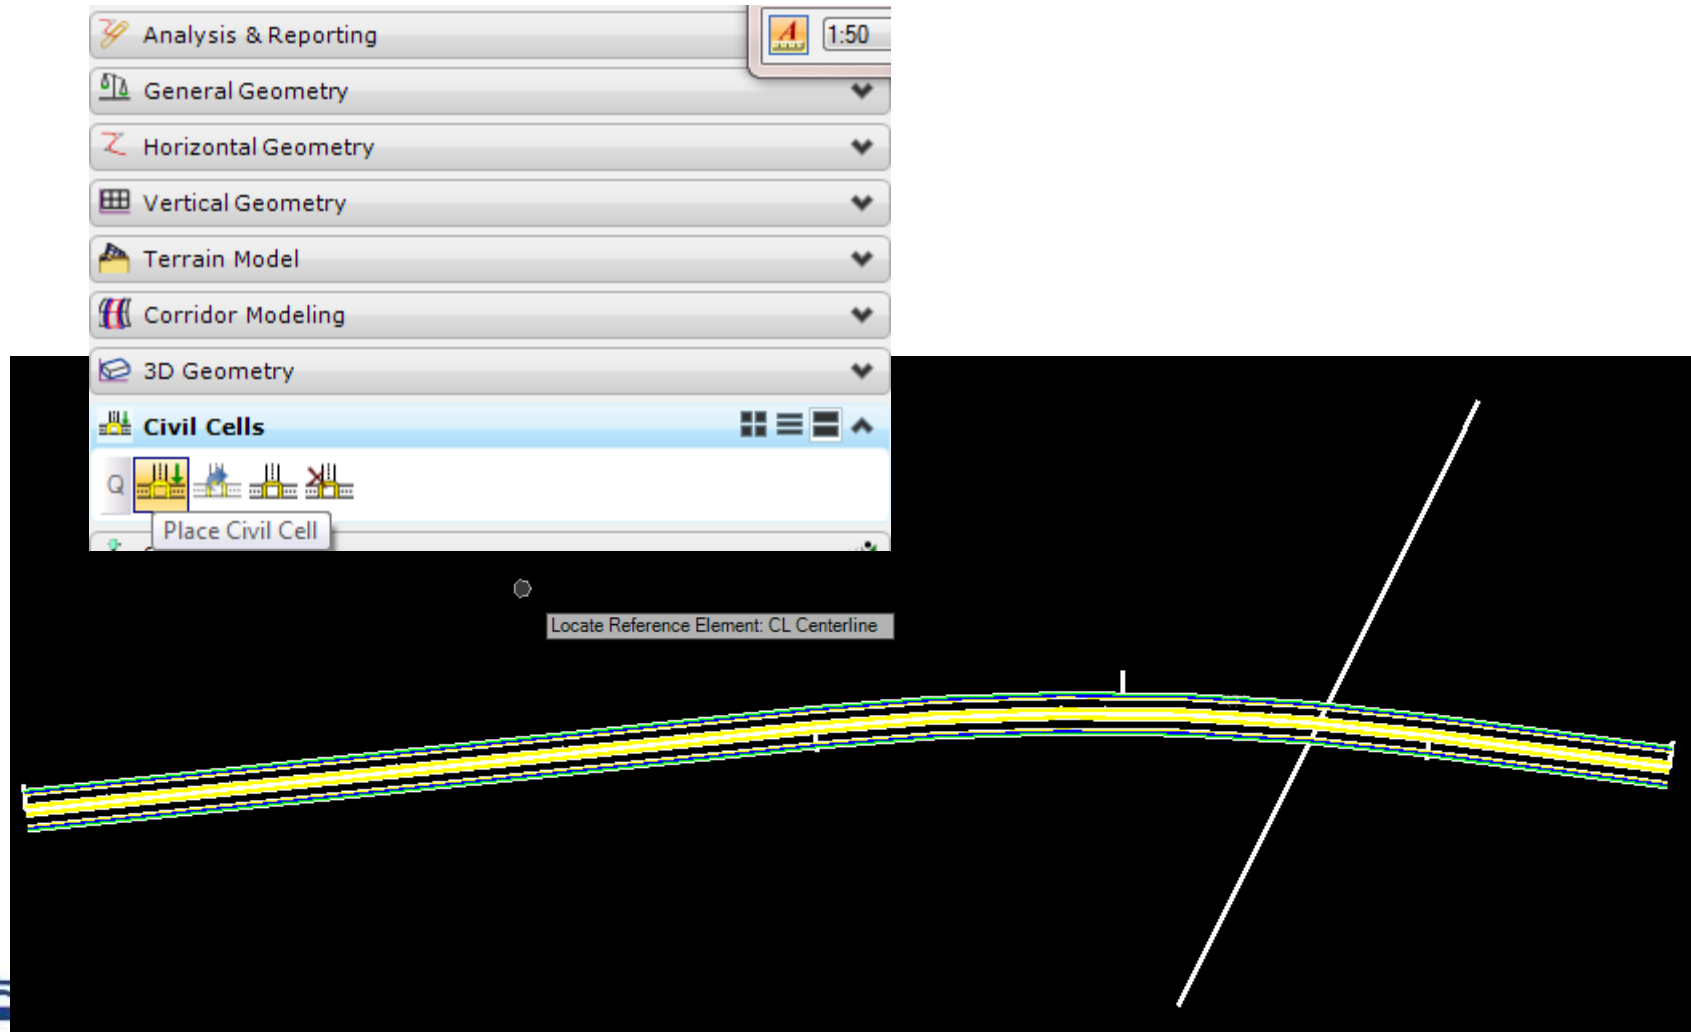 Analysis & Reporting
1:50
General Geometry
Horizontal Geometry
Vertical Geometry
Terrain Model
Corridor Modeling
3D Geometry
Civil Cells
Q
Place Civil Cell
Locate Reference Element: CL Centerline